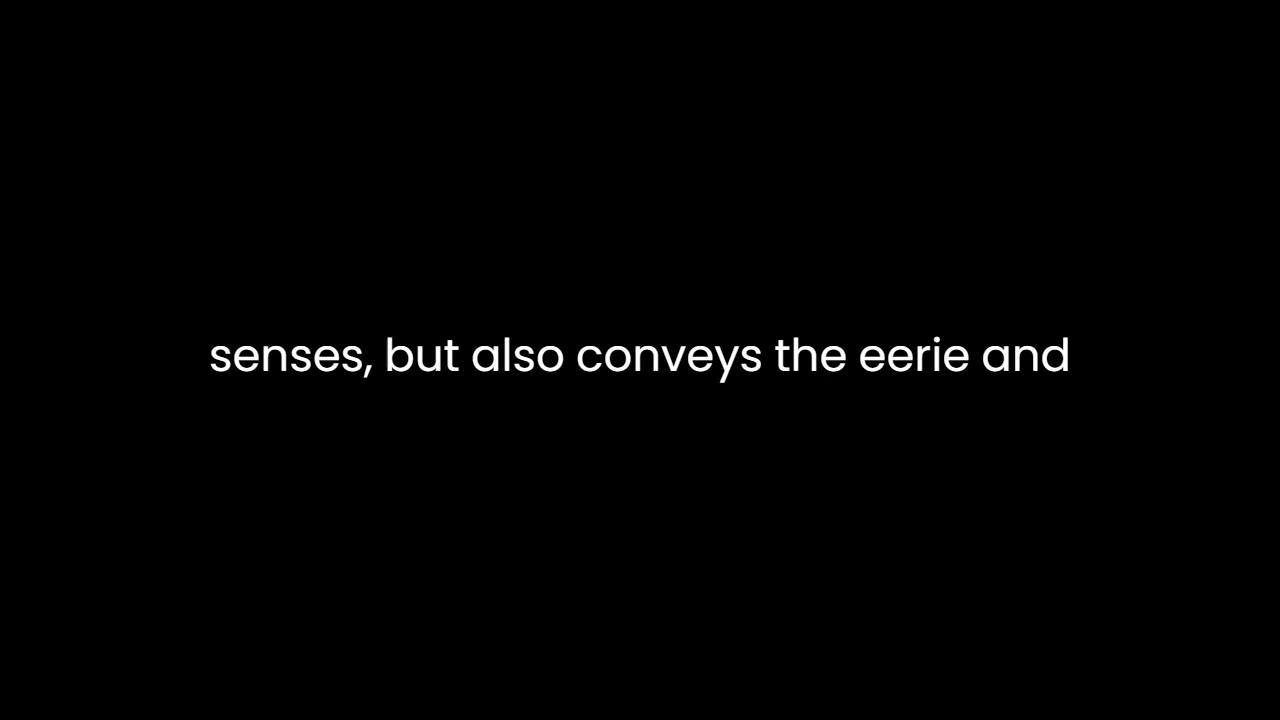 senses, but also conveys the eerie and